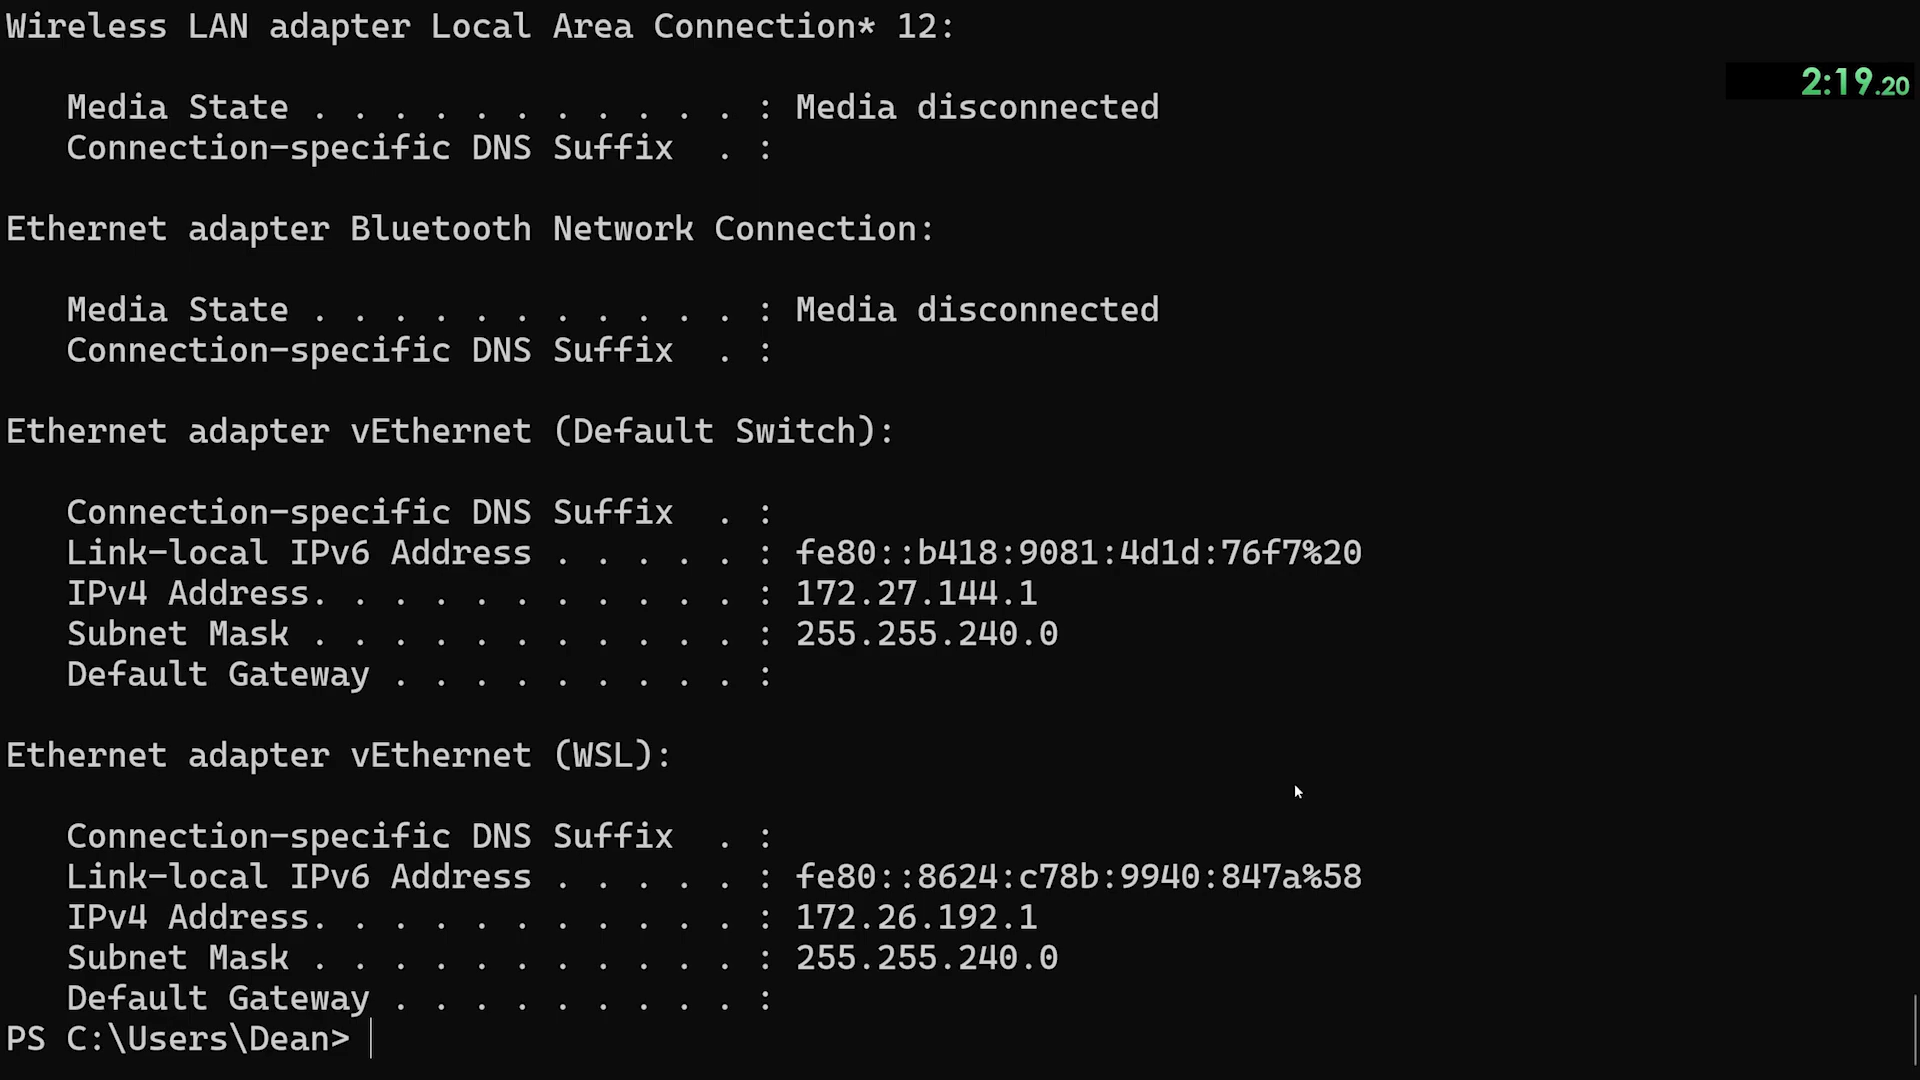 Wireless LAN adapter Local Area Connection* 12:
2:19.20
   Media State . . . . . . . . . . . : Media disconnected
   Connection-specific DNS Suffix  . :
Ethernet adapter Bluetooth Network Connection:
   Media State . . . . . . . . . . . : Media disconnected
   Connection-specific DNS Suffix  . :
Ethernet adapter vEthernet (Default Switch):
   Connection-specific DNS Suffix  . :
   Link-local IPv6 Address . . . . . : fe80::b418:9081:4d1d:76f7%20
   IPv4 Address. . . . . . . . . . . : 172.27.144.1
   Subnet Mask . . . . . . . . . . . : 255.255.240.0
   Default Gateway . . . . . . . . . :
Ethernet adapter vEthernet (WSL):
   Connection-specific DNS Suffix  . :
   Link-local IPv6 Address . . . . . : fe80::8624:c78b:9940:847a%58
   IPv4 Address. . . . . . . . . . . : 172.26.192.1
   Subnet Mask . . . . . . . . . . . : 255.255.240.0
   Default Gateway . . . . . . . . . :
PS C:\Users\Dean>